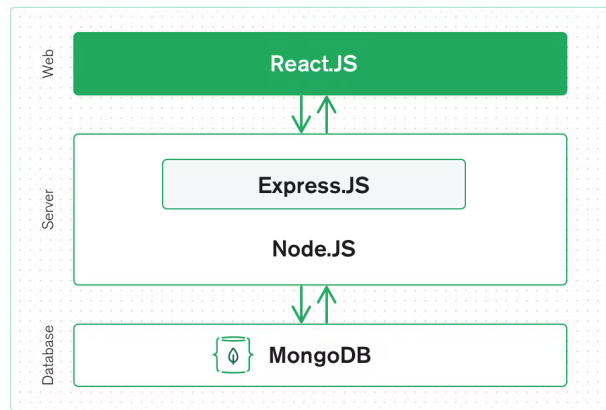 Web
React.JS
Server
Express.JS
Node.JS
Database
MongoDB